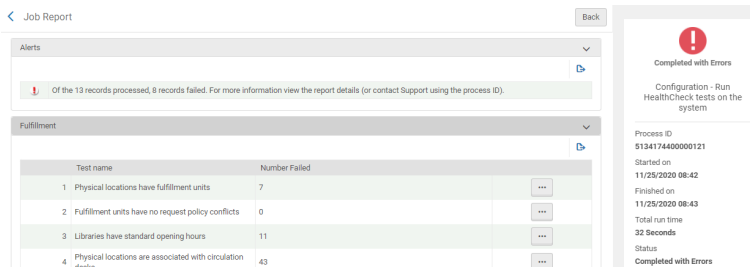 Job Report
Back
Alerts
Of the 13 records processed, 8 records failed. For more information view the report details (or contact Support using the process ID).
Fulfillment
Test name Number Failed
1 Physical locations have fulfillment units 7
2 Fulfillment units have no request policy conflicts 0
3 Libraries have standard opening hours 11
4 Physical locations are associated with circulation 43
desks
Completed with Errors
Configuration - Run
HealthCheck tests on the
system
Process ID
5134174400000121
Started on
11/25/2020 08:42
Finished on
11/25/2020 08:43
Total run time
32 Seconds
Status
Completed with Errors